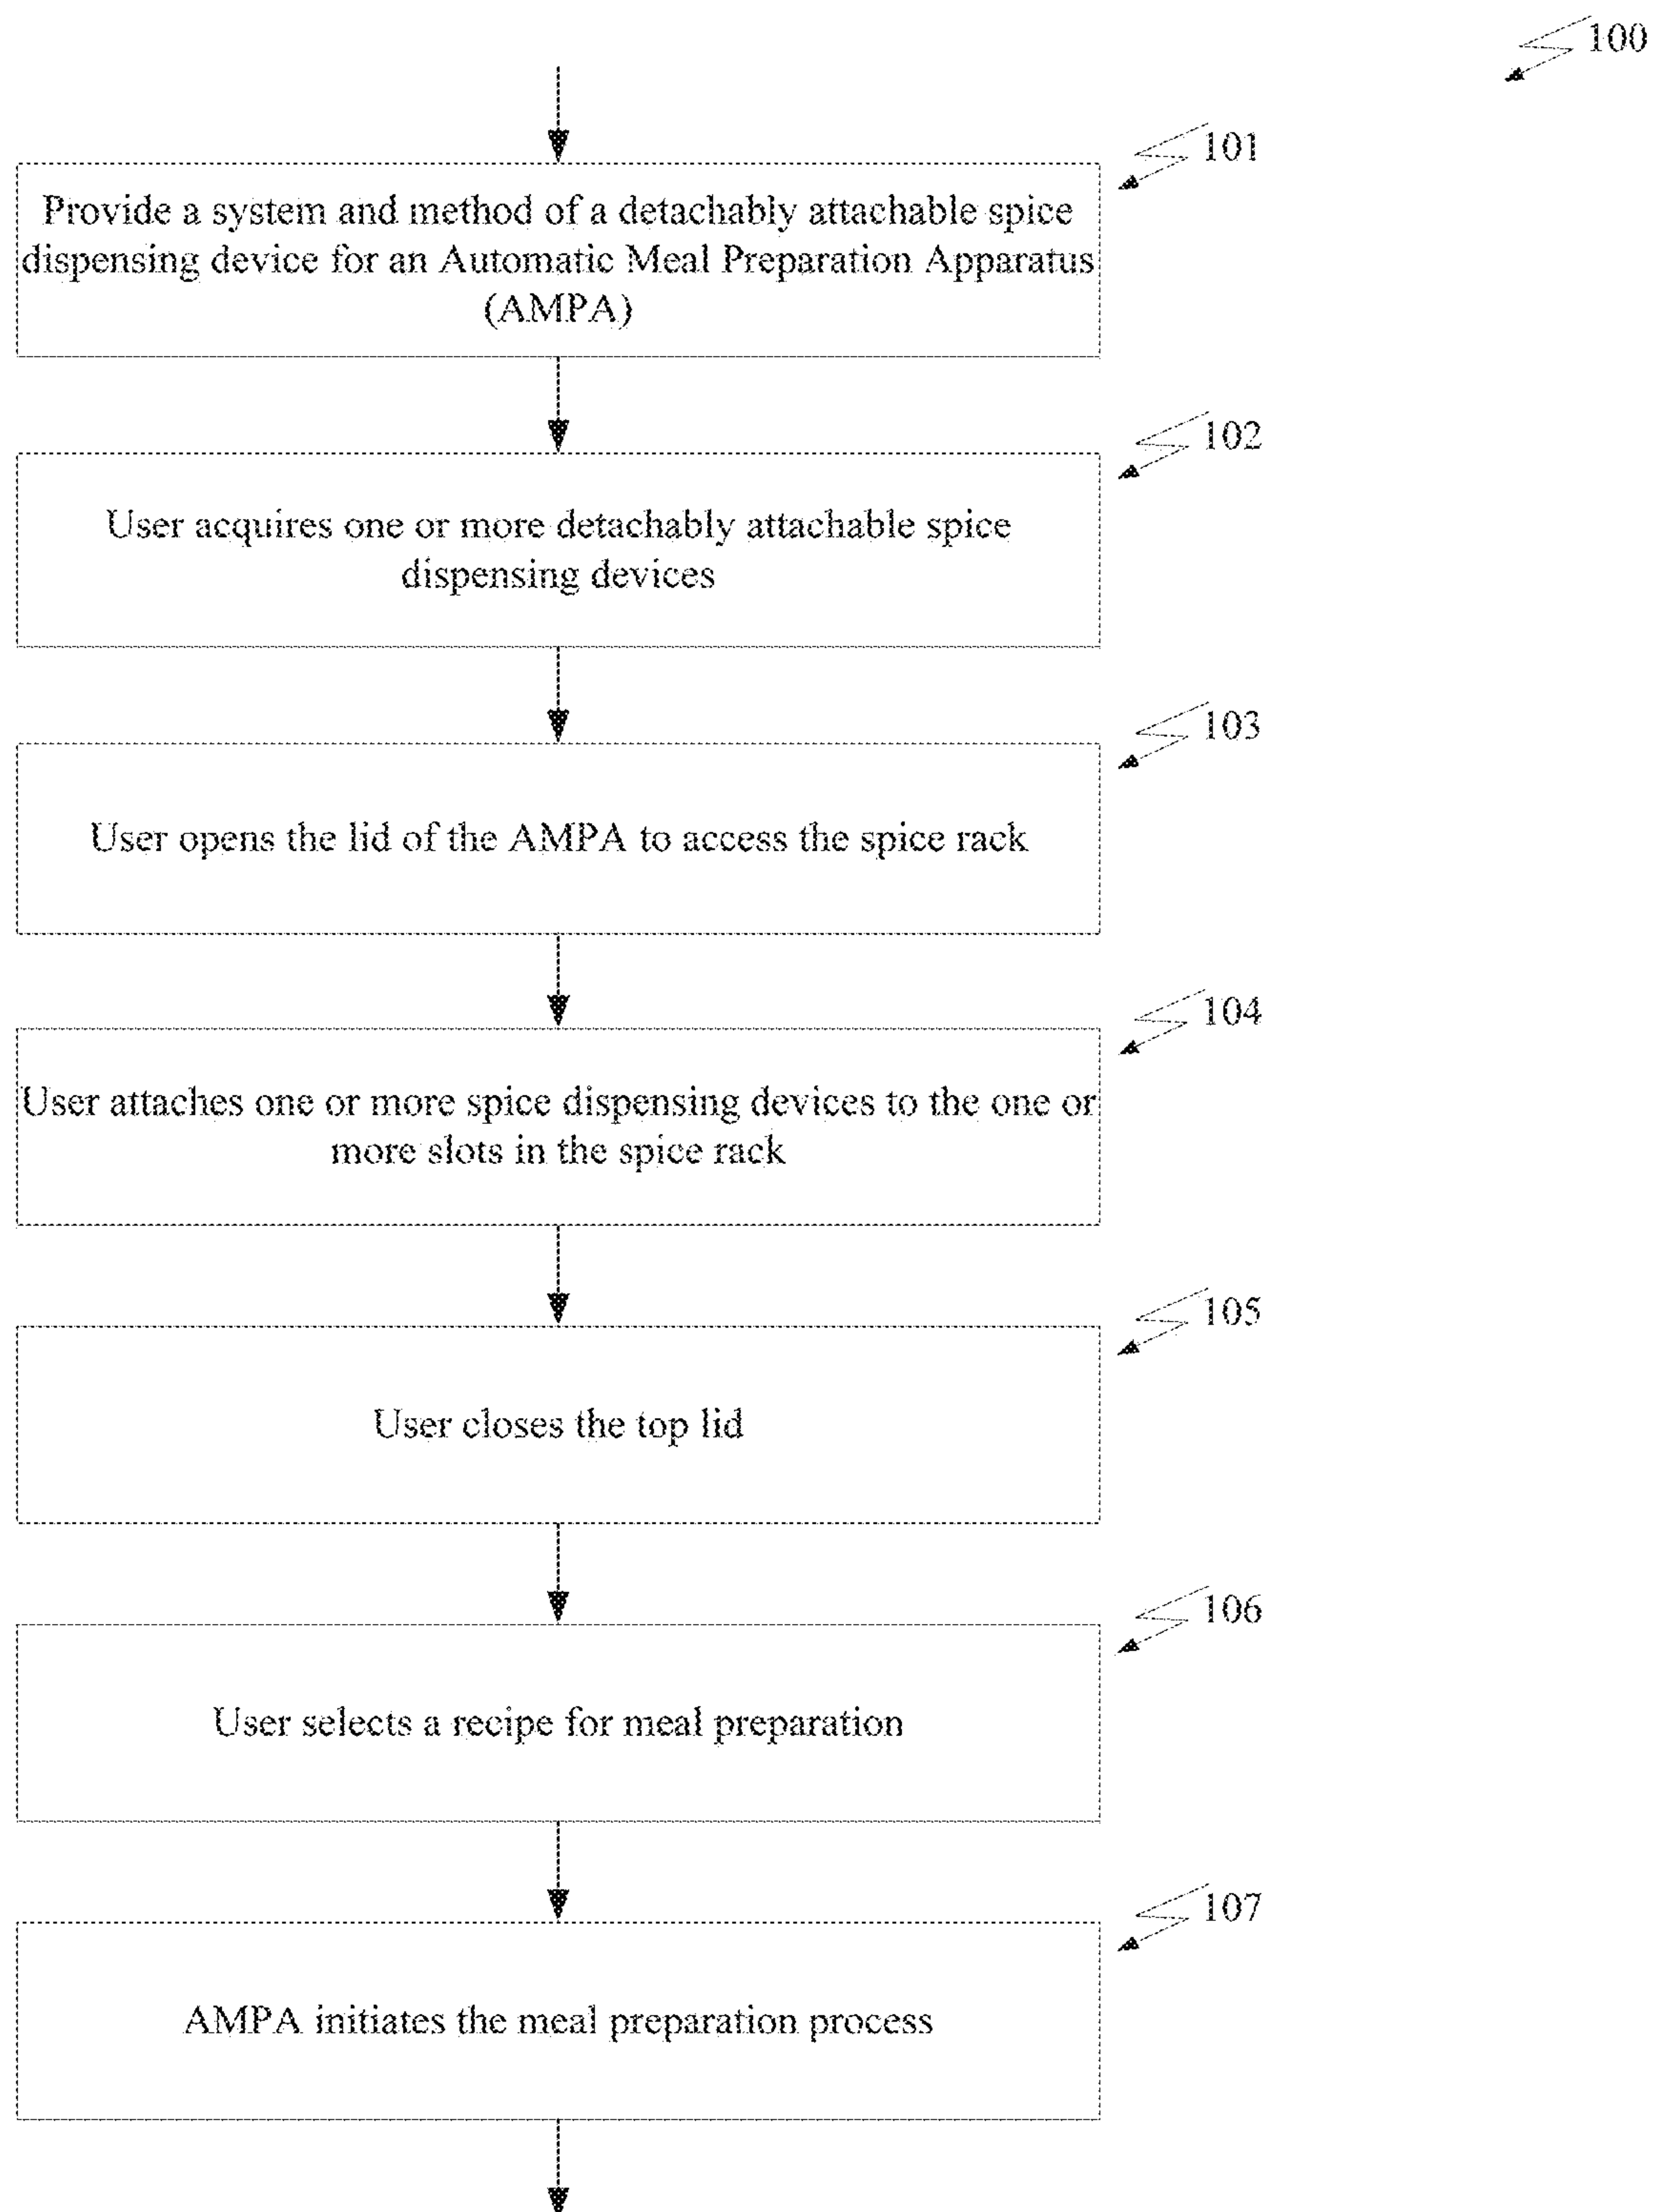 100
101
Provide a system and method of a detachably attachable spice
dispensing device for an Automatic Meal Preparation Apparatus
(AMPA)
102
User acquires one or more detachably attachable spice
dispensing devices
103
User opens the lid of the AMPA to access the spice rack
104
User attaches one or more spice dispensing devices to the one or
more slots in the spice rack
105
User closes the top lid
106
User selects a recipe for meal preparation
107
AMPA initiates the meal preparation process